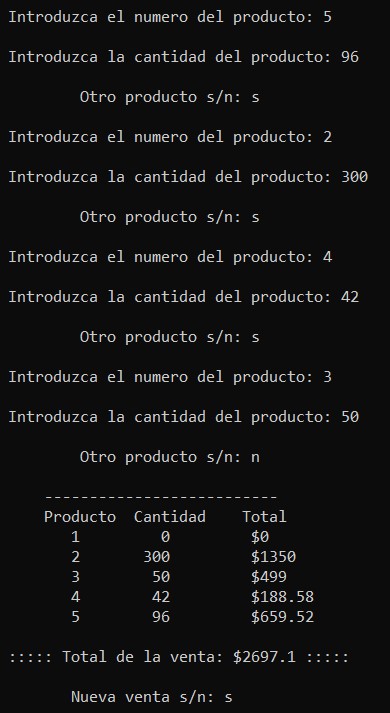 Introduzca el numero del producto: 5
Introduzca la cantidad del producto: 96
Otro producto s/n: s
Introduzca el numero del producto: 2
Introduzca la cantidad del producto: 300
Otro producto s/n: s
Introduzca el numero del producto: 4
Introduzca la cantidad del producto: 42
Otro producto s/n: s
Introduzca el numero del producto: 3
Introduzca la cantidad del producto: 50
Otro producto s/n: n
--------------------------
Producto  Cantidad    Total
1         0         $0
2       300         $1350
3        50         $499
4        42         $188.58
5        96         $659.52
::::: Total de la venta: $2697.1 :::::
Nueva venta s/n: s